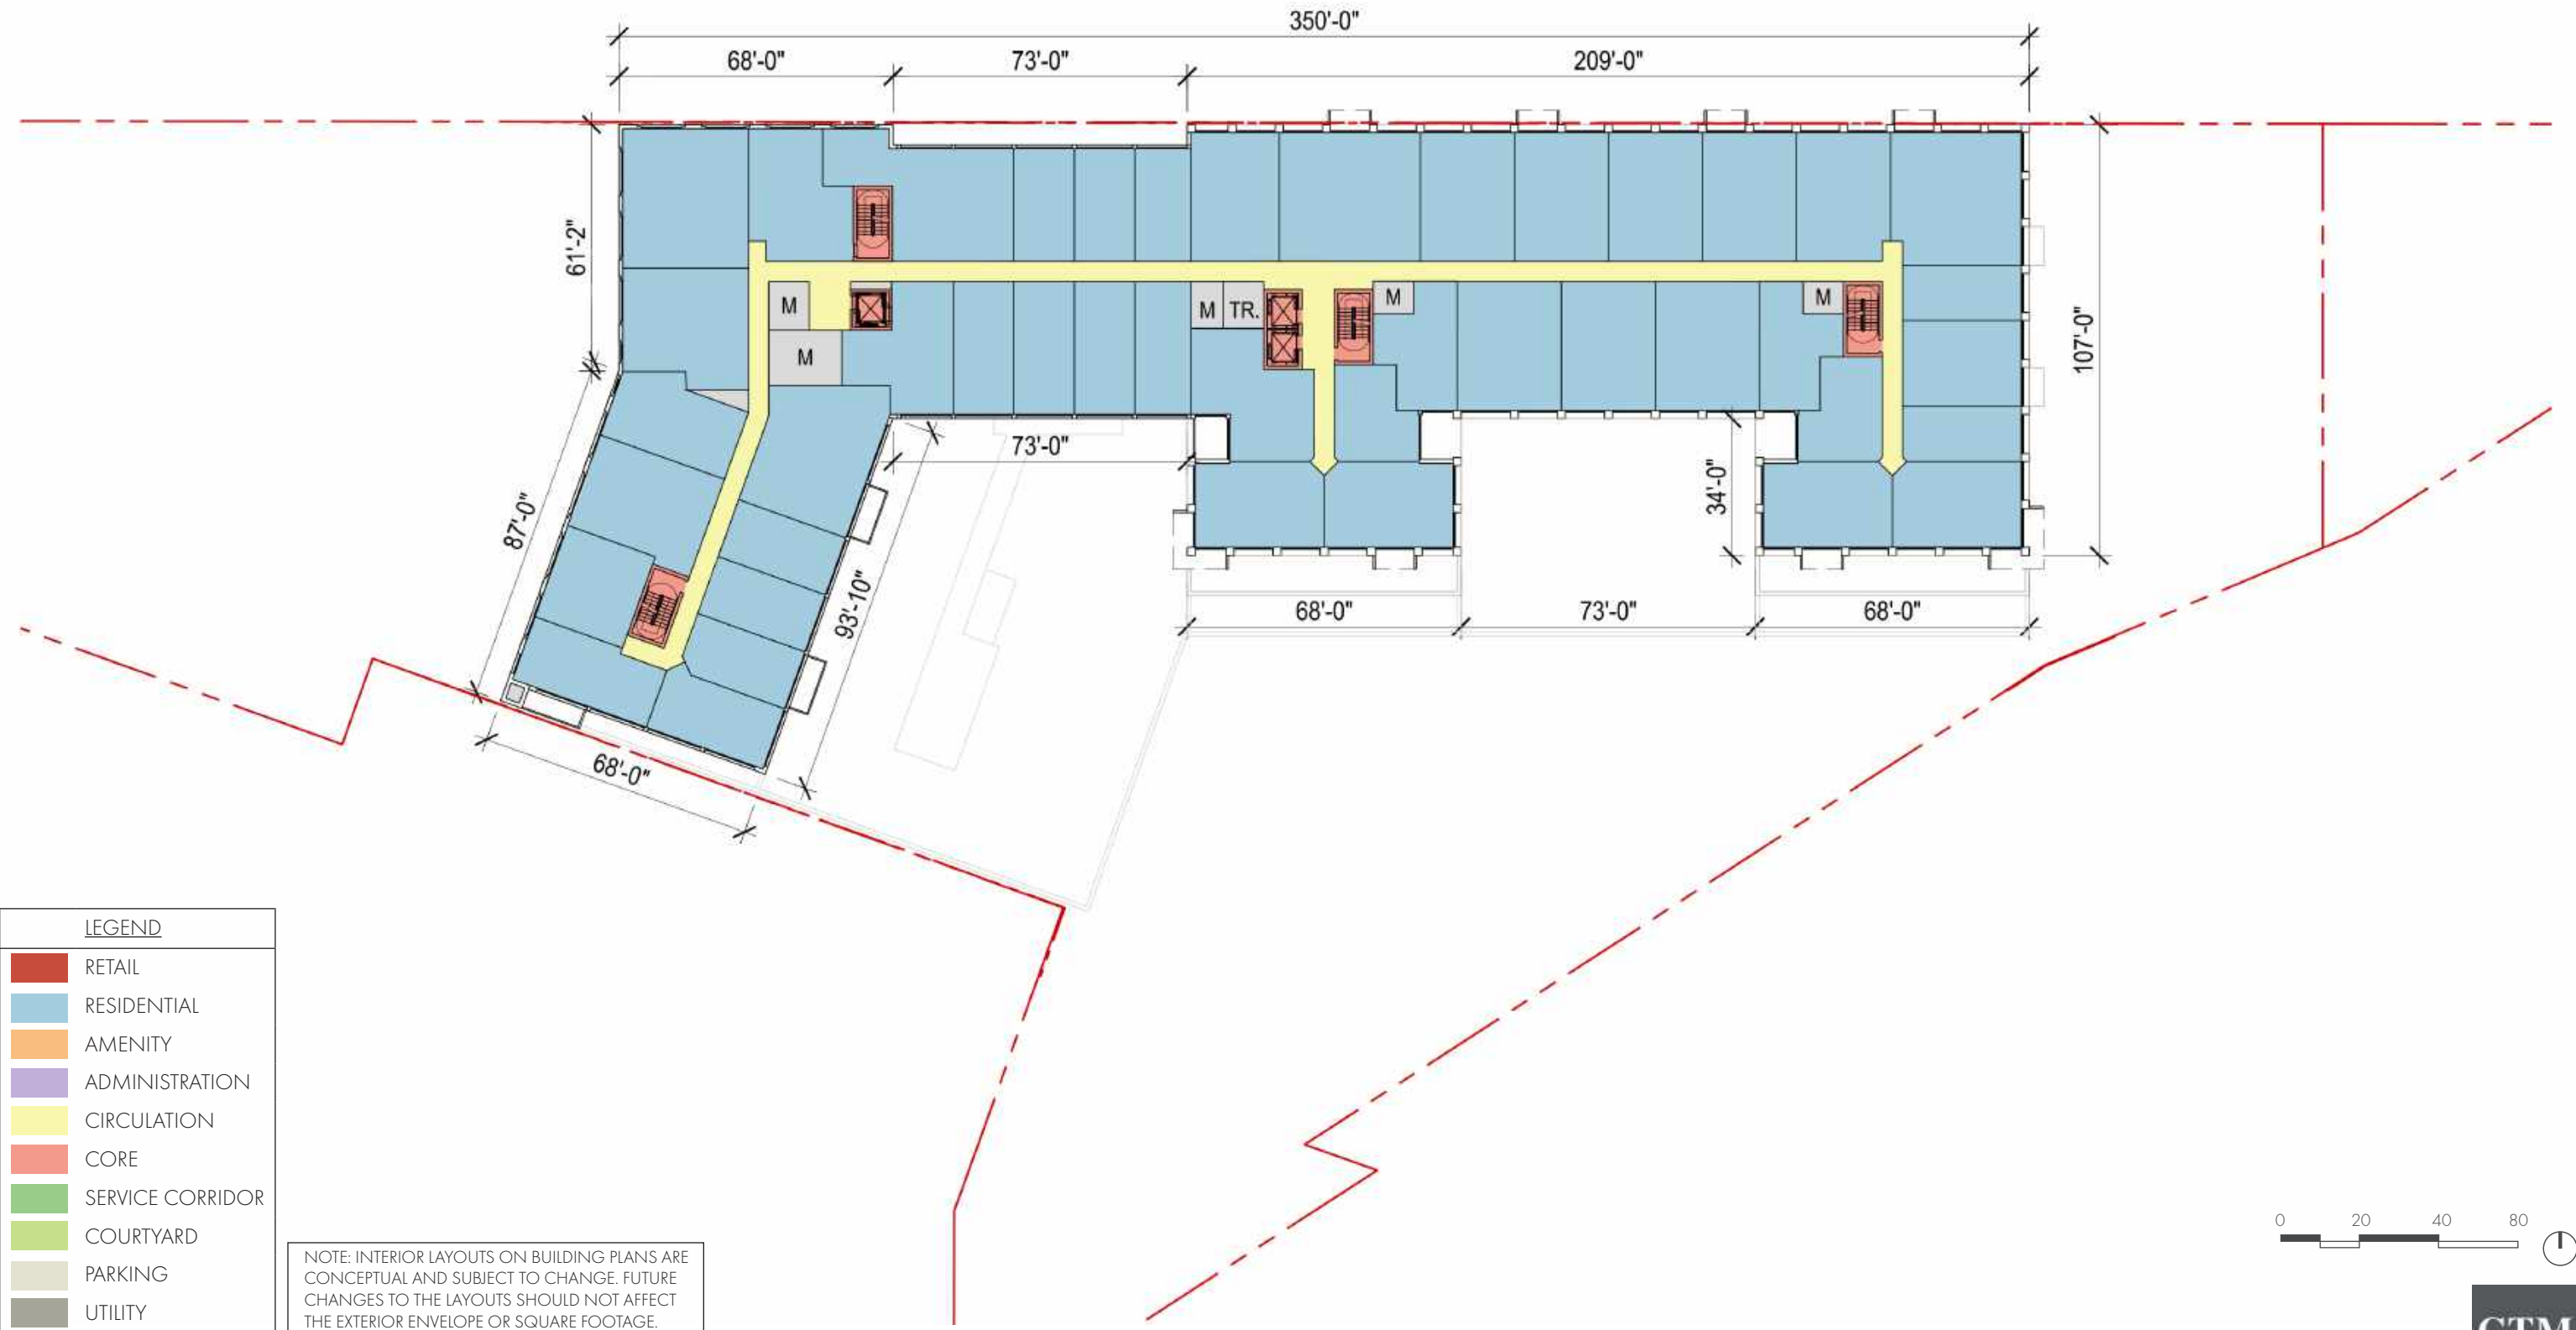 350'-0"
68'-0"
73'-0"
209'-0"
61'-2"
107'-0"
M
M
M
TR.
M
M
73'-0"
34'-0"
87'-0"
93'-10"
68'-0"
68'-0"
73'-0"
68'-0"
LEGEND
RETAIL
RESIDENTIAL
AMENITY
ADMINISTRATION
CIRCULATION
CORE
SERVICE CORRIDOR
COURTYARD
PARKING
UTILITY
NOTE: INTERIOR LAYOUTS ON BUILDING PLANS ARE
CONCEPTUAL AND SUBJECT TO CHANGE. FUTURE
CHANGES TO THE LAYOUTS SHOULD NOT AFFECT
THE EXTERIOR ENVELOPE OR SQUARE FOOTAGE.
0 20 40 80